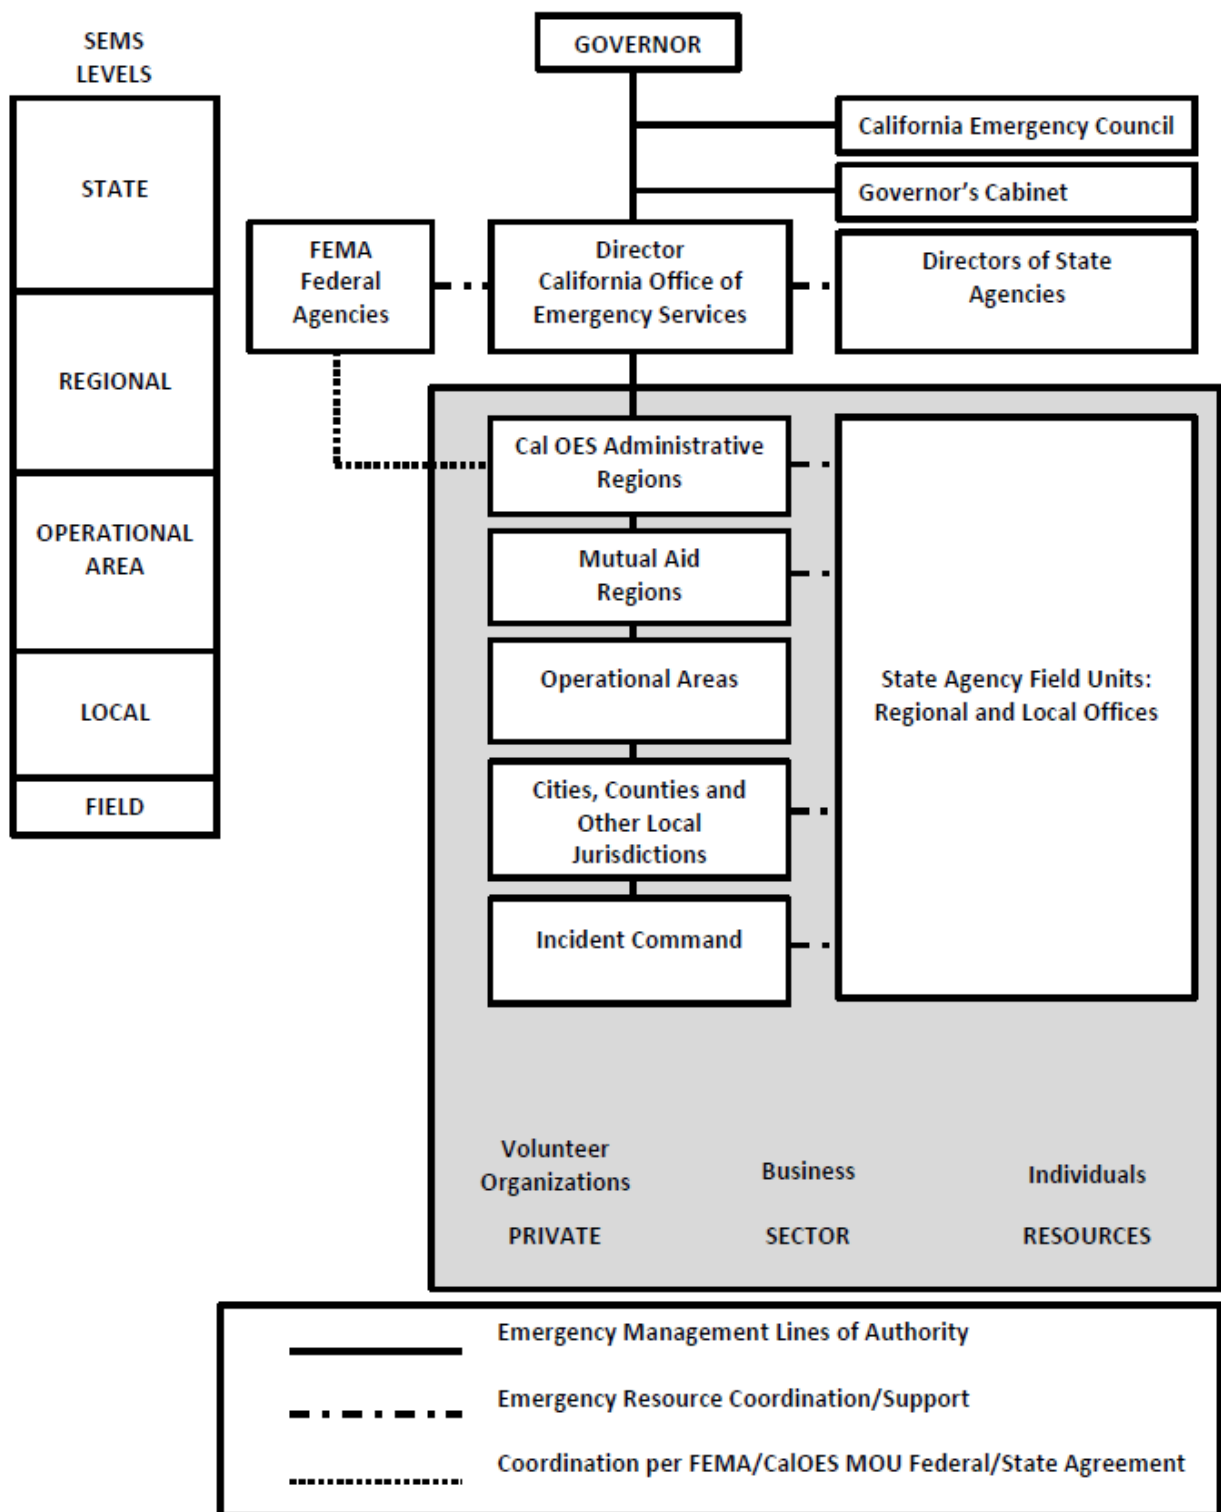 SEMS
LEVELS
STATE
REGIONAL
OPERATIONAL
AREA
LOCAL
FIELD
GOVERNOR
California Emergency Council
Governor’s Cabinet
FEMA
Federal
Agencies
Director
California Office of
Emergency Services
Directors of State
Agencies
Cal OES Administrative
Regions
Mutual Aid
Regions
Operational Areas
Cities, Counties and
Other Local
Jurisdictions
Incident Command
State Agency Field Units:
Regional and Local Offices
Volunteer
Organizations
Business
Individuals
PRIVATE
SECTOR
RESOURCES
Emergency Management Lines of Authority
Emergency Resource Coordination/Support
Coordination per FEMA/CalOES MOU Federal/State Agreement